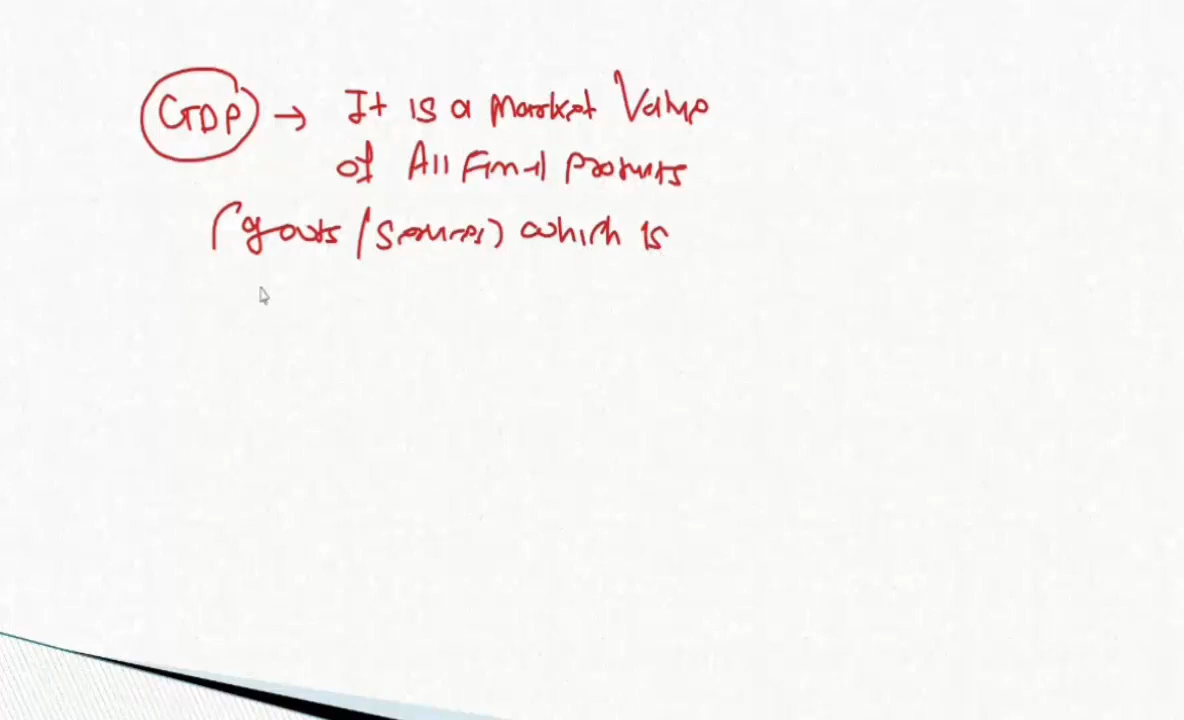 GDP → It is a market Value
of All Final products
(goods/services) which is